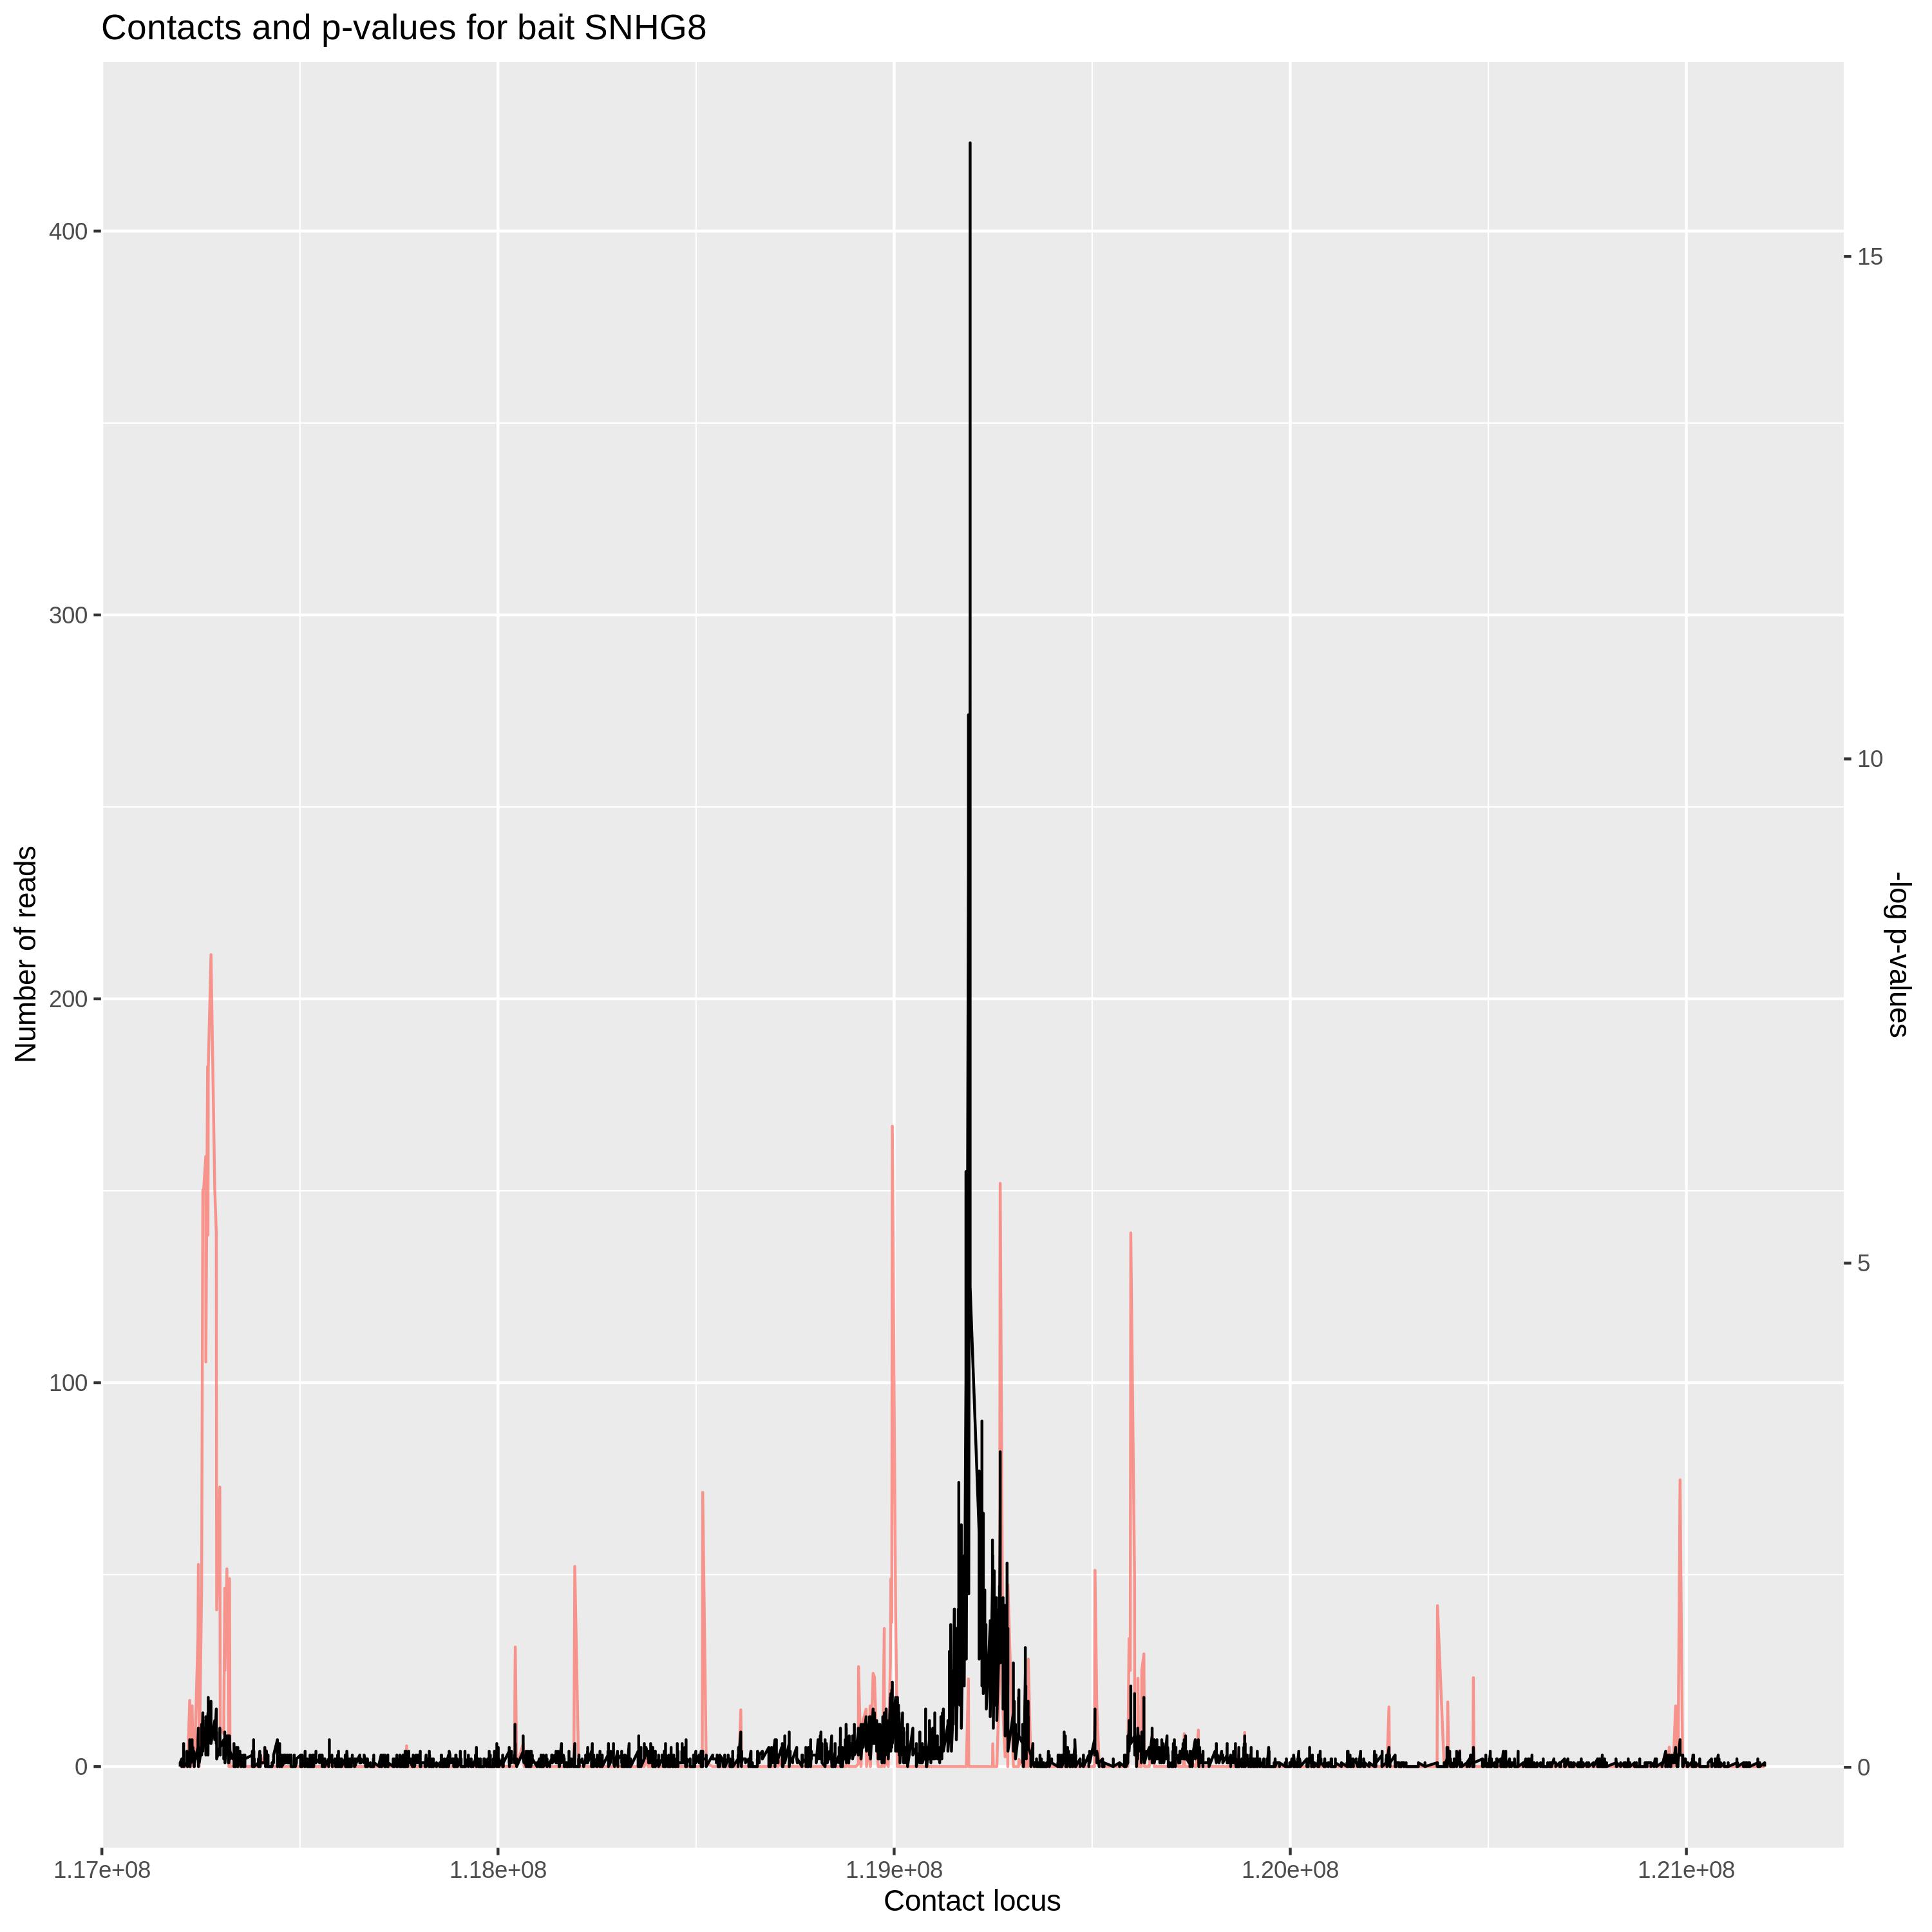 Contacts and p-values for bait SNHG8
400
300
200
100
0
Number of reads
15
10
5
0
-log p-values
1.17e+08
1.18e+08
1.19e+08
1.20e+08
1.21e+08
Contact locus